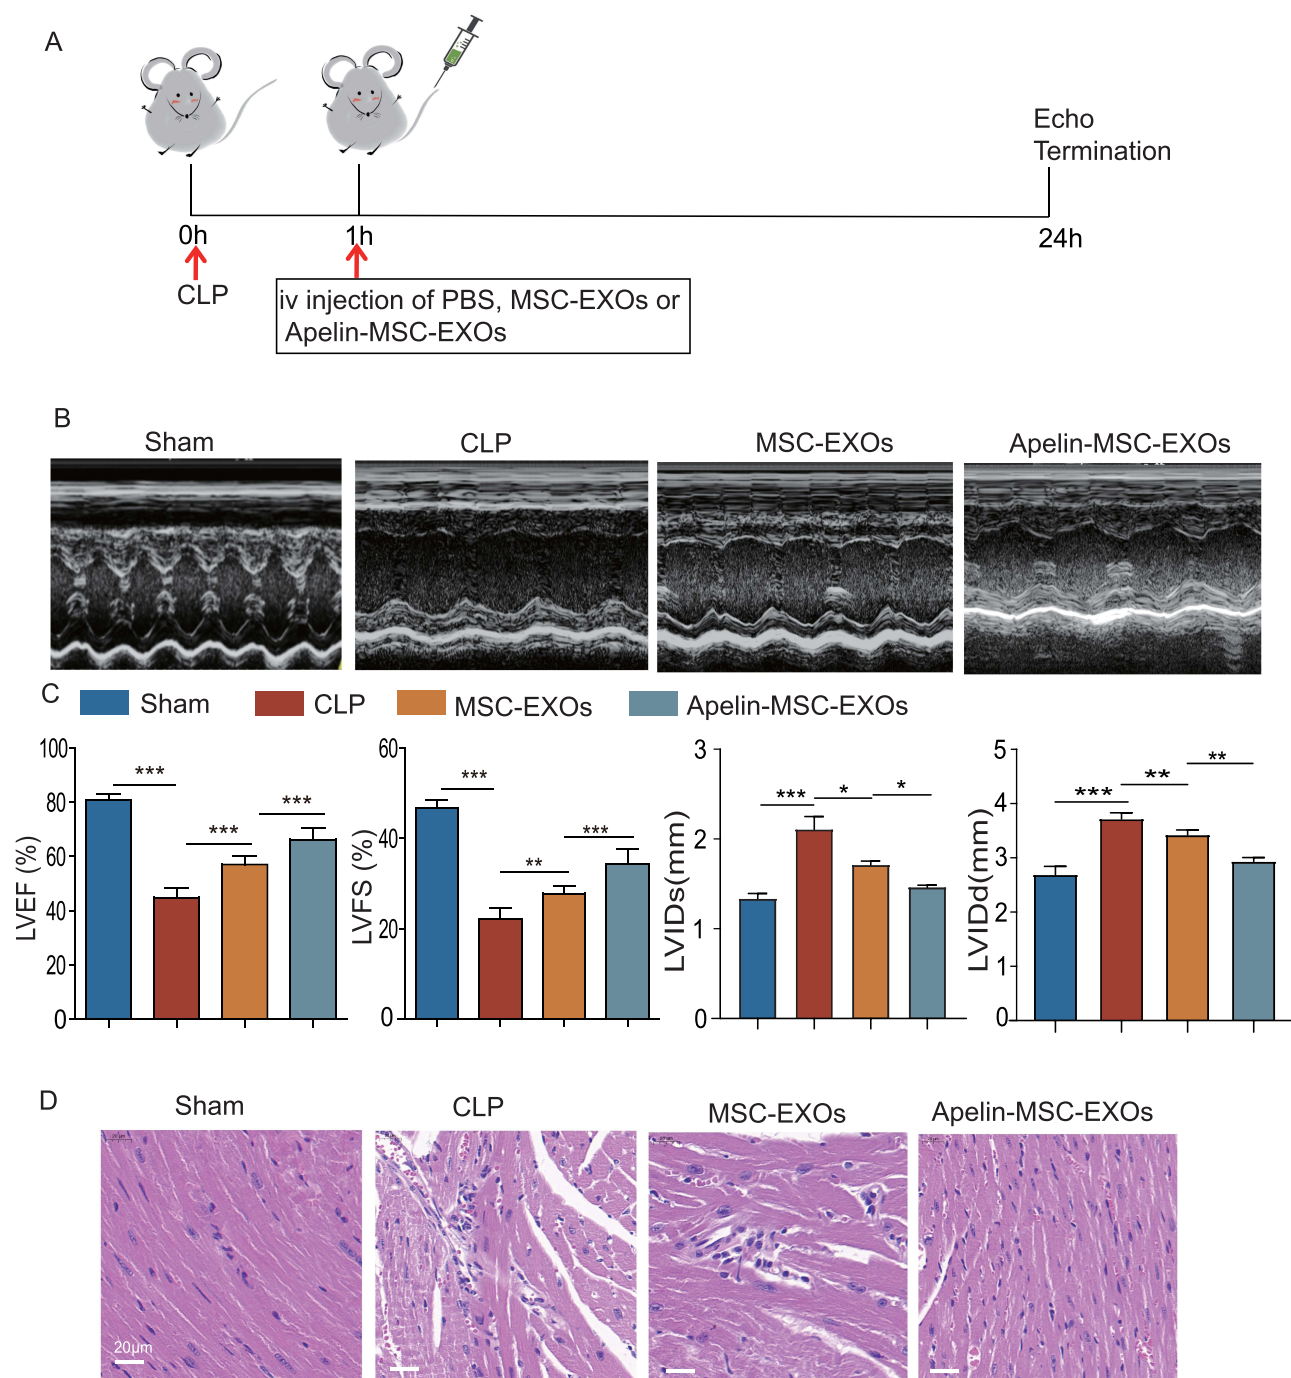 A
Echo
Termination
0h
1h
24h
CLP
iv injection of PBS, MSC-EXOs or
Apelin-MSC-EXOs
B
Sham
CLP
MSC-EXOs
Apelin-MSC-EXOs
C
Sham
CLP
MSC-EXOs
Apelin-MSC-EXOs
LVEF (%)
100
80
60
40
20
0
***
***
***
LVFS (%)
60
40
20
0
***
**
***
LVIDs(mm)
3
2
1
0
***
*
*
LVIDd(mm)
5
4
3
2
1
0
***
**
**
D
Sham
CLP
MSC-EXOs
Apelin-MSC-EXOs
20μm